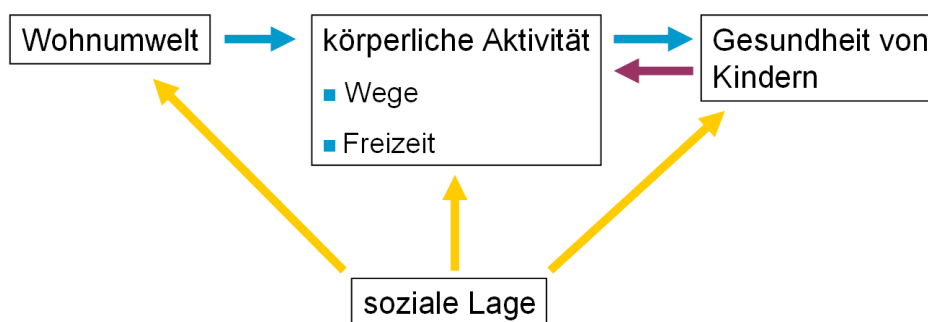 Wohnumwelt
körperliche Aktivität
Wege
Freizeit
Gesundheit von
Kindern
soziale Lage